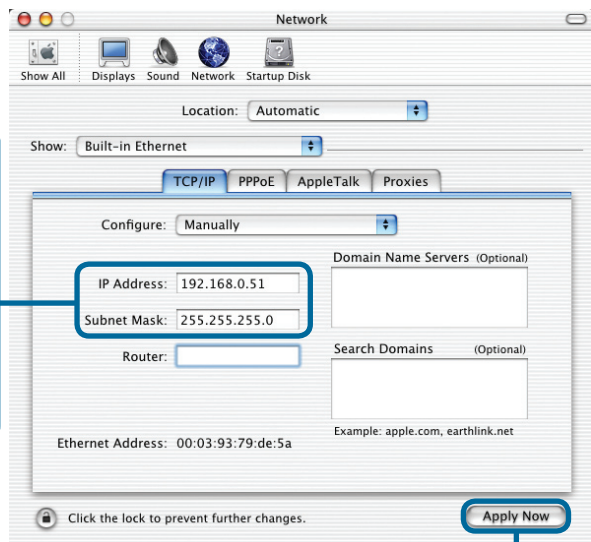 Network
Show All Displays Sound Network Startup Disk
Location: Automatic
Show: Built-in Ethernet
TCP/IP PPPoE AppleTalk Proxies
Configure: Manually
Domain Name Servers (Optional)
IP Address: 192.168.0.51
Subnet Mask: 255.255.255.0
Router:
Search Domains (Optional)
Example: apple.com, earthlink.net
Ethernet Address: 00:03:93:79:de:5a
Click the lock to prevent further changes.
Apply Now